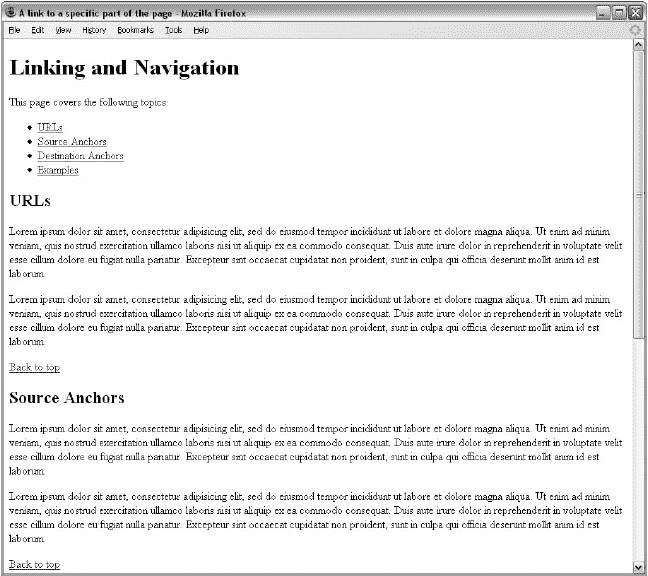 A link to a specific part of the page - Mozilla Firefox
File Edit View History Bookmarks Tools Help
Linking and Navigation
This page covers the following topics:
• URLs
• Source Anchors
• Destination Anchors
• Examples
URLs
Lorem ipsum dolor sit amet, consectetur adipisicing elit, sed do eiusmod tempor incididunt ut labore et dolore magna aliqua. Ut enim ad minim
veniam, quis nostrud exercitation ullamco laboris nisi ut aliquip ex ea commodo consequat. Duis aute irure dolor in reprehenderit in voluptate velit
esse cillum dolore eu fugiat nulla pariatur. Excepteur sint occaecat cupidatat non proident, sunt in culpa qui officia deserunt mollit anim id est
laborum.
Lorem ipsum dolor sit amet, consectetur adipisicing elit, sed do eiusmod tempor incididunt ut labore et dolore magna aliqua. Ut enim ad minim
veniam, quis nostrud exercitation ullamco laboris nisi ut aliquip ex ea commodo consequat. Duis aute irure dolor in reprehenderit in voluptate velit
esse cillum dolore eu fugiat nulla pariatur. Excepteur sint occaecat cupidatat non proident, sunt in culpa qui officia deserunt mollit anim id est
laborum.
Back to top
Source Anchors
Lorem ipsum dolor sit amet, consectetur adipisicing elit, sed do eiusmod tempor incididunt ut labore et dolore magna aliqua. Ut enim ad minim
veniam, quis nostrud exercitation ullamco laboris nisi ut aliquip ex ea commodo consequat. Duis aute irure dolor in reprehenderit in voluptate velit
esse cillum dolore eu fugiat nulla pariatur. Excepteur sint occaecat cupidatat non proident, sunt in culpa qui officia deserunt mollit anim id est
laborum.
Lorem ipsum dolor sit amet, consectetur adipisicing elit, sed do eiusmod tempor incididunt ut labore et dolore magna aliqua. Ut enim ad minim
veniam, quis nostrud exercitation ullamco laboris nisi ut aliquip ex ea commodo consequat. Duis aute irure dolor in reprehenderit in voluptate velit
esse cillum dolore eu fugiat nulla pariatur. Excepteur sint occaecat cupidatat non proident, sunt in culpa qui officia deserunt mollit anim id est
laborum.
Back to top